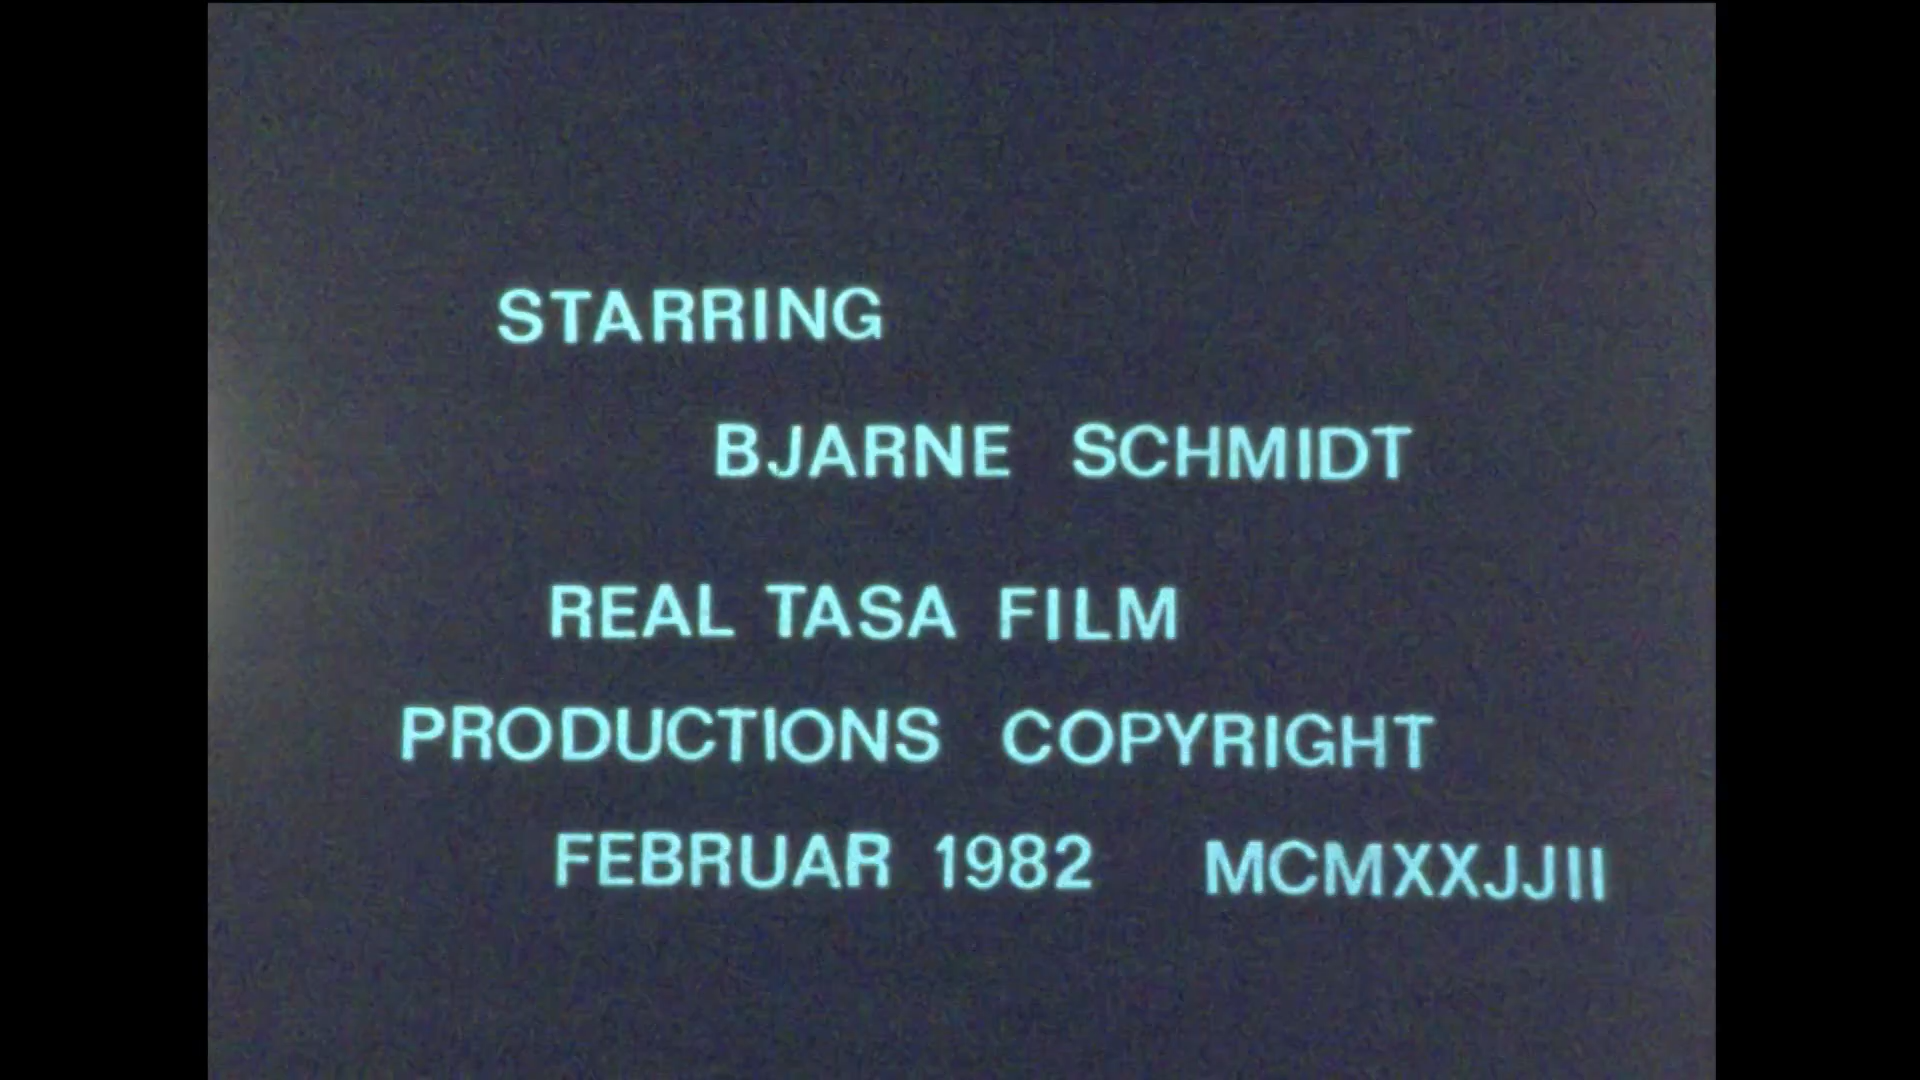 STARRING
BJARNE SCHMIDT
REAL TASA FILM
PRODUCTIONS COPYRIGHT
FEBRUAR 1982 MCMXXJJII